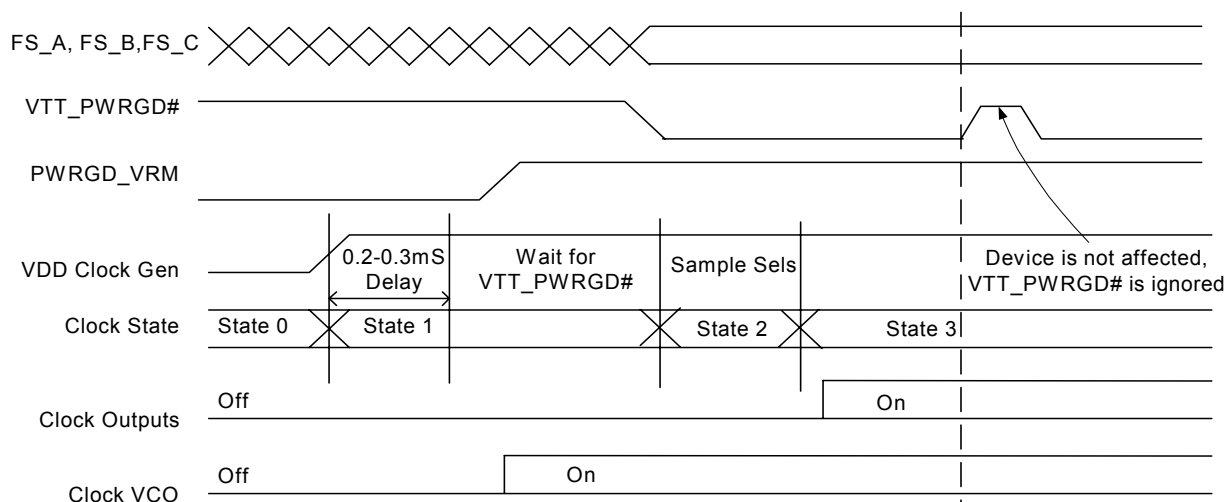 FS_A, FS_B,FS_C
VTT_PWRGD#
PWRGD_VRM
VDD Clock Gen
0.2-0.3mS
Delay
Wait for
VTT_PWRGD#
Sample Sels
Device is not affected,
VTT_PWRGD# is ignored
Clock State
State 0
State 1
State 2
State 3
Clock Outputs
Off
On
Clock VCO
Off
On